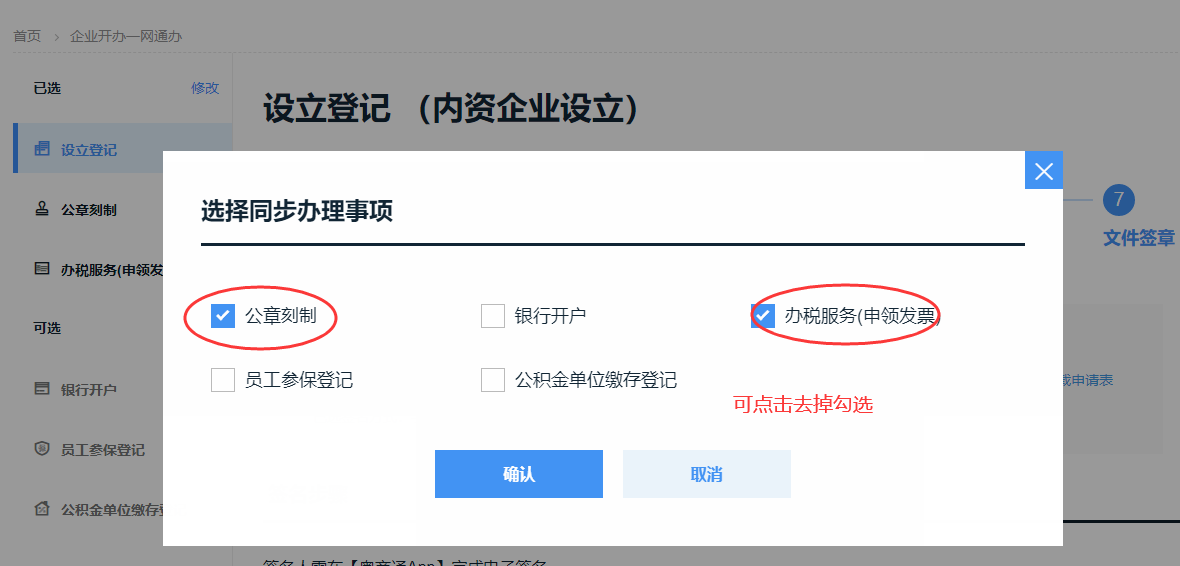 首页 > 企业开办一网通办
已选 修改
设立登记 （内资企业设立）
设立登记
选择同步办理事项
7
公章刻制
文件签章
办税服务(申领发
公章刻制 银行开户 办税服务(申领发票)
可选
员工参保登记 公积金单位缴存登记
申请表
银行开户
可点击去掉勾选
员工参保登记
确认 取消
公积金单位缴存